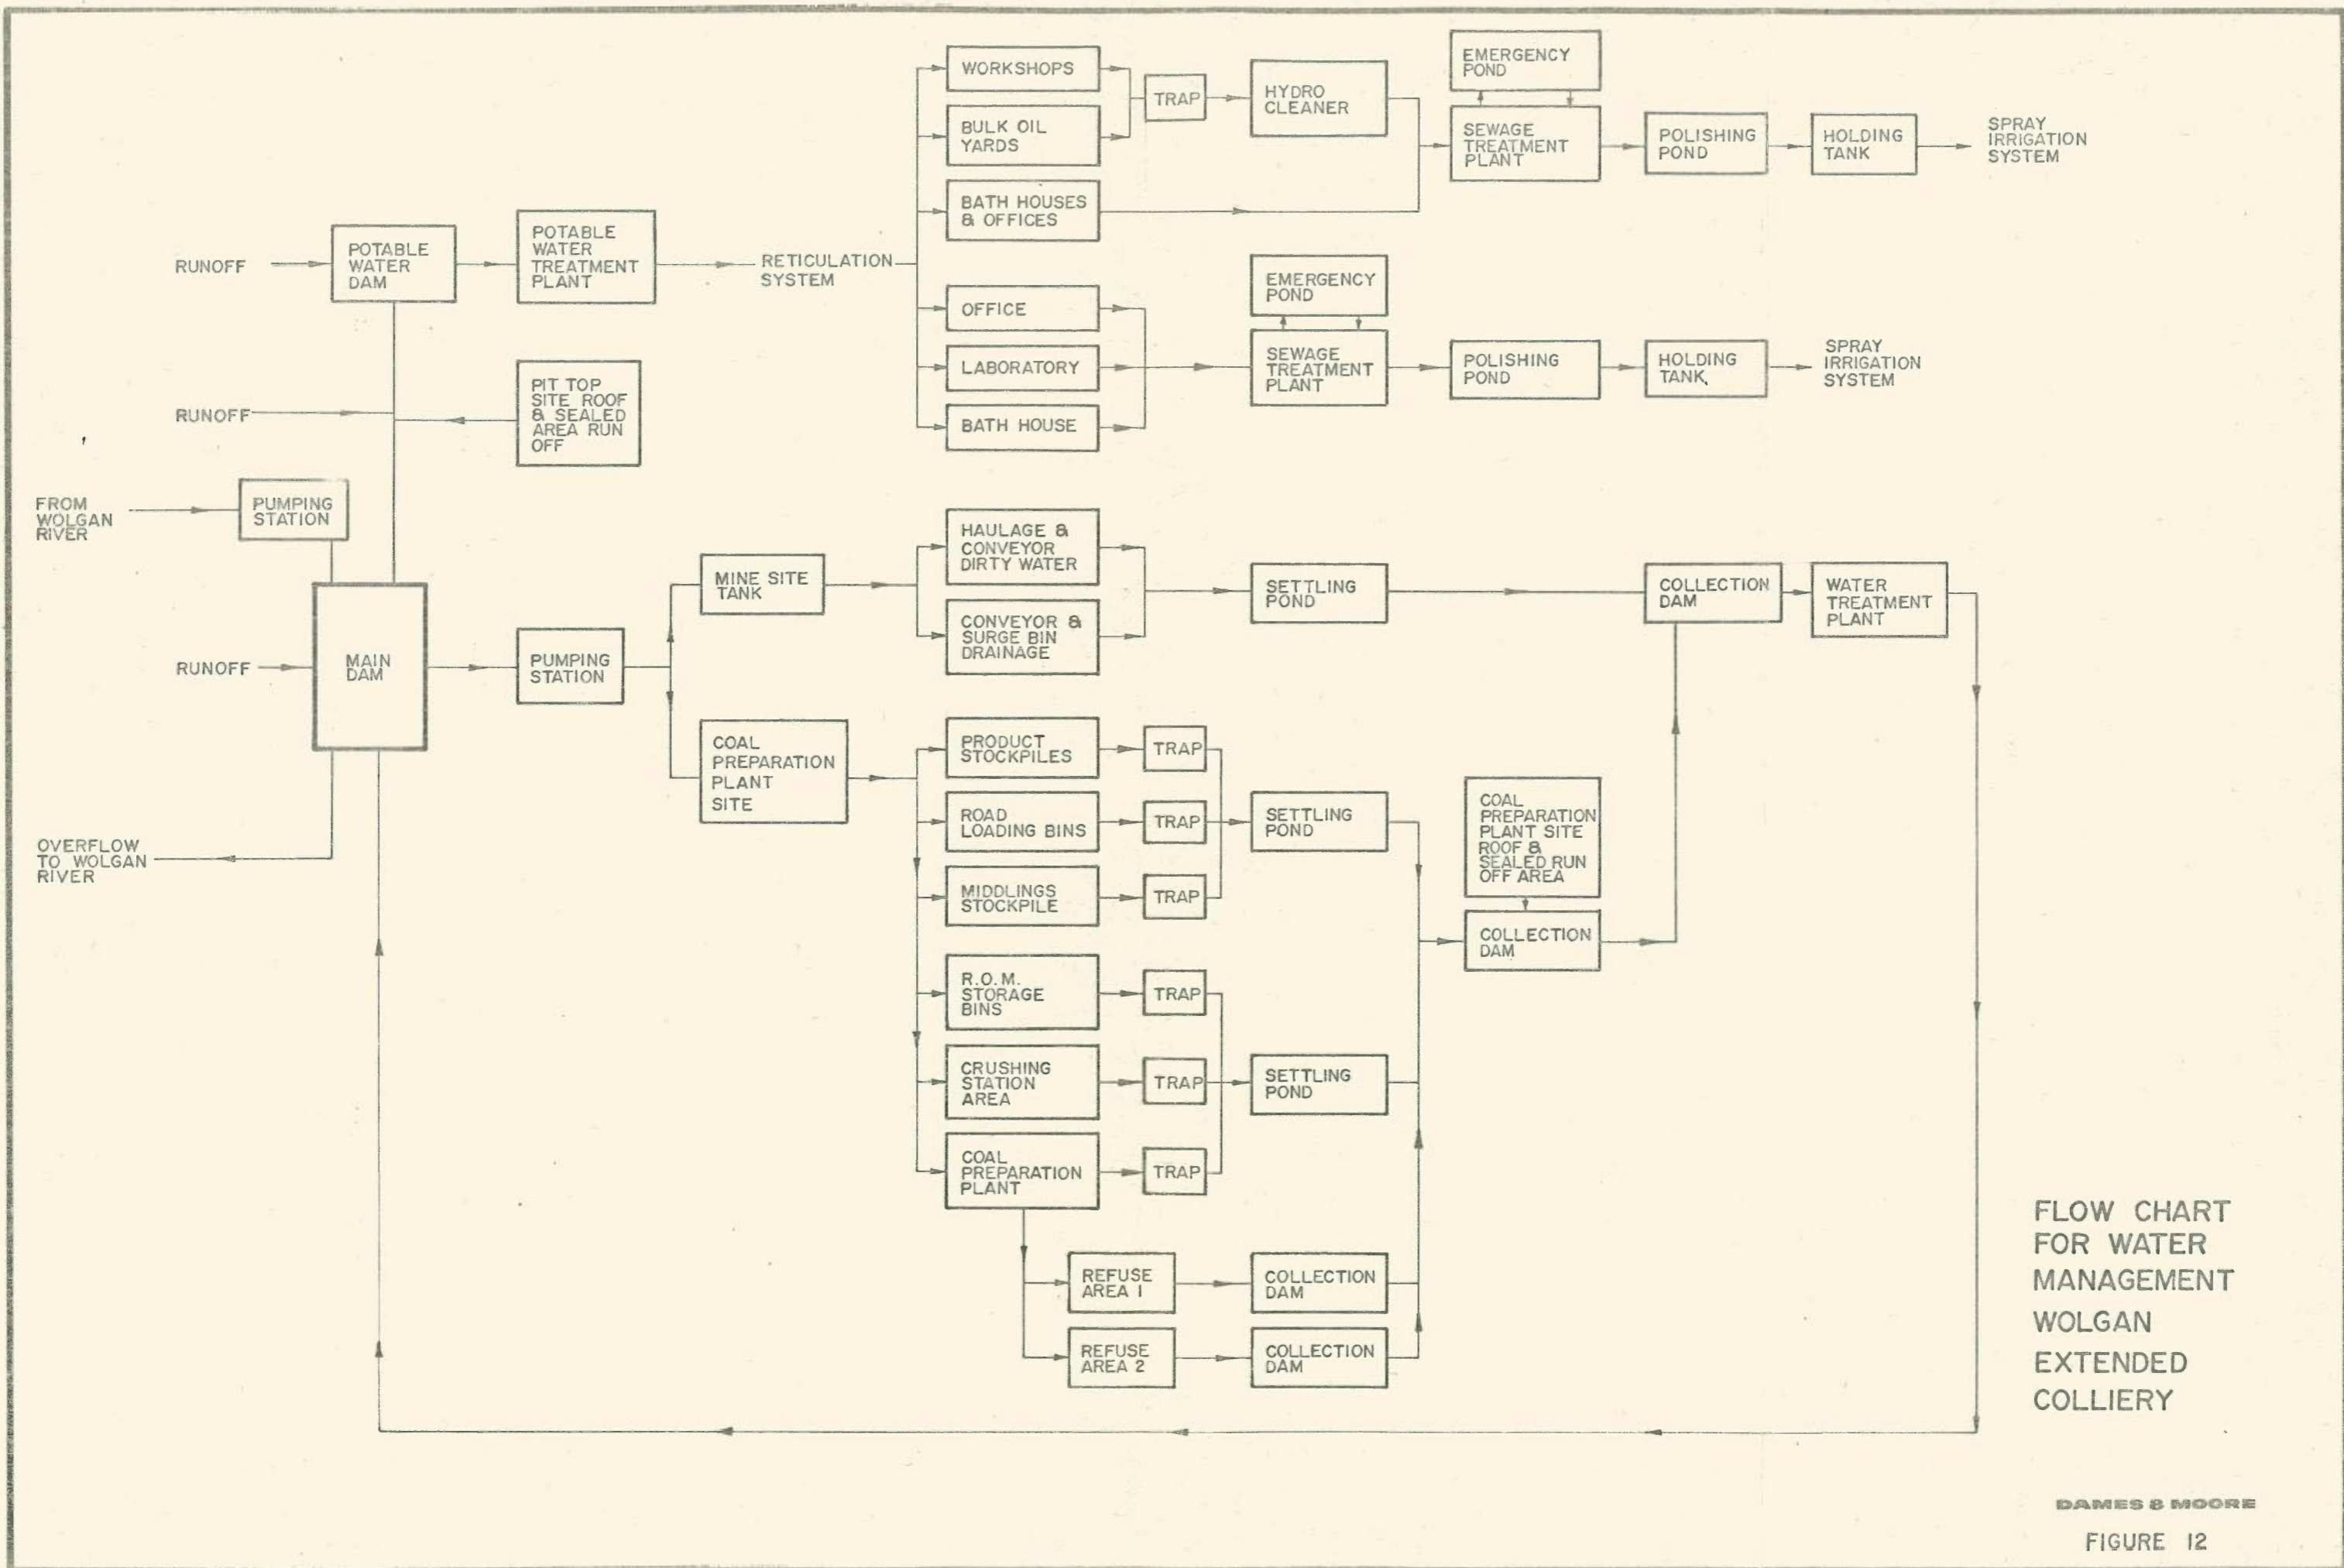 WORKSHOPS
BULK OIL
YARDS
BATH HOUSES
& OFFICES
TRAP
HYDRO
CLEANER
EMERGENCY
POND
SEWAGE
TREATMENT
PLANT
POLISHING
POND
HOLDING
TANK
SPRAY
IRRIGATION
SYSTEM
RUNOFF
POTABLE
WATER
DAM
POTABLE
WATER
TREATMENT
PLANT
RETICULATION
SYSTEM
OFFICE
LABORATORY
BATH HOUSE
EMERGENCY
POND
SEWAGE
TREATMENT
PLANT
POLISHING
POND
HOLDING
TANK
SPRAY
IRRIGATION
SYSTEM
RUNOFF
PIT TOP
SITE ROOF
& SEALED
AREA RUN
OFF
FROM
WOLGAN
RIVER
PUMPING
STATION
RUNOFF
MAIN
DAM
OVERFLOW
TO WOLGAN
RIVER
PUMPING
STATION
MINE SITE
TANK
HAULAGE &
CONVEYOR
DIRTY WATER
CONVEYOR &
SURGE BIN
DRAINAGE
SETTLING
POND
COLLECTION
DAM
WATER
TREATMENT
PLANT
COAL
PREPARATION
PLANT
SITE
PRODUCT
STOCKPILES
TRAP
ROAD
LOADING BINS
TRAP
MIDDLINGS
STOCKPILE
TRAP
SETTLING
POND
COAL
PREPARATION
PLANT SITE
ROOF &
SEALED RUN
OFF AREA
COLLECTION
DAM
R.O.M.
STORAGE
BINS
TRAP
CRUSHING
STATION
AREA
TRAP
COAL
PREPARATION
PLANT
TRAP
SETTLING
POND
REFUSE
AREA 1
COLLECTION
DAM
REFUSE
AREA 2
COLLECTION
DAM
FLOW CHART
FOR WATER
MANAGEMENT
WOLGAN
EXTENDED
COLLIERY
DAMES & MOORE
FIGURE 12